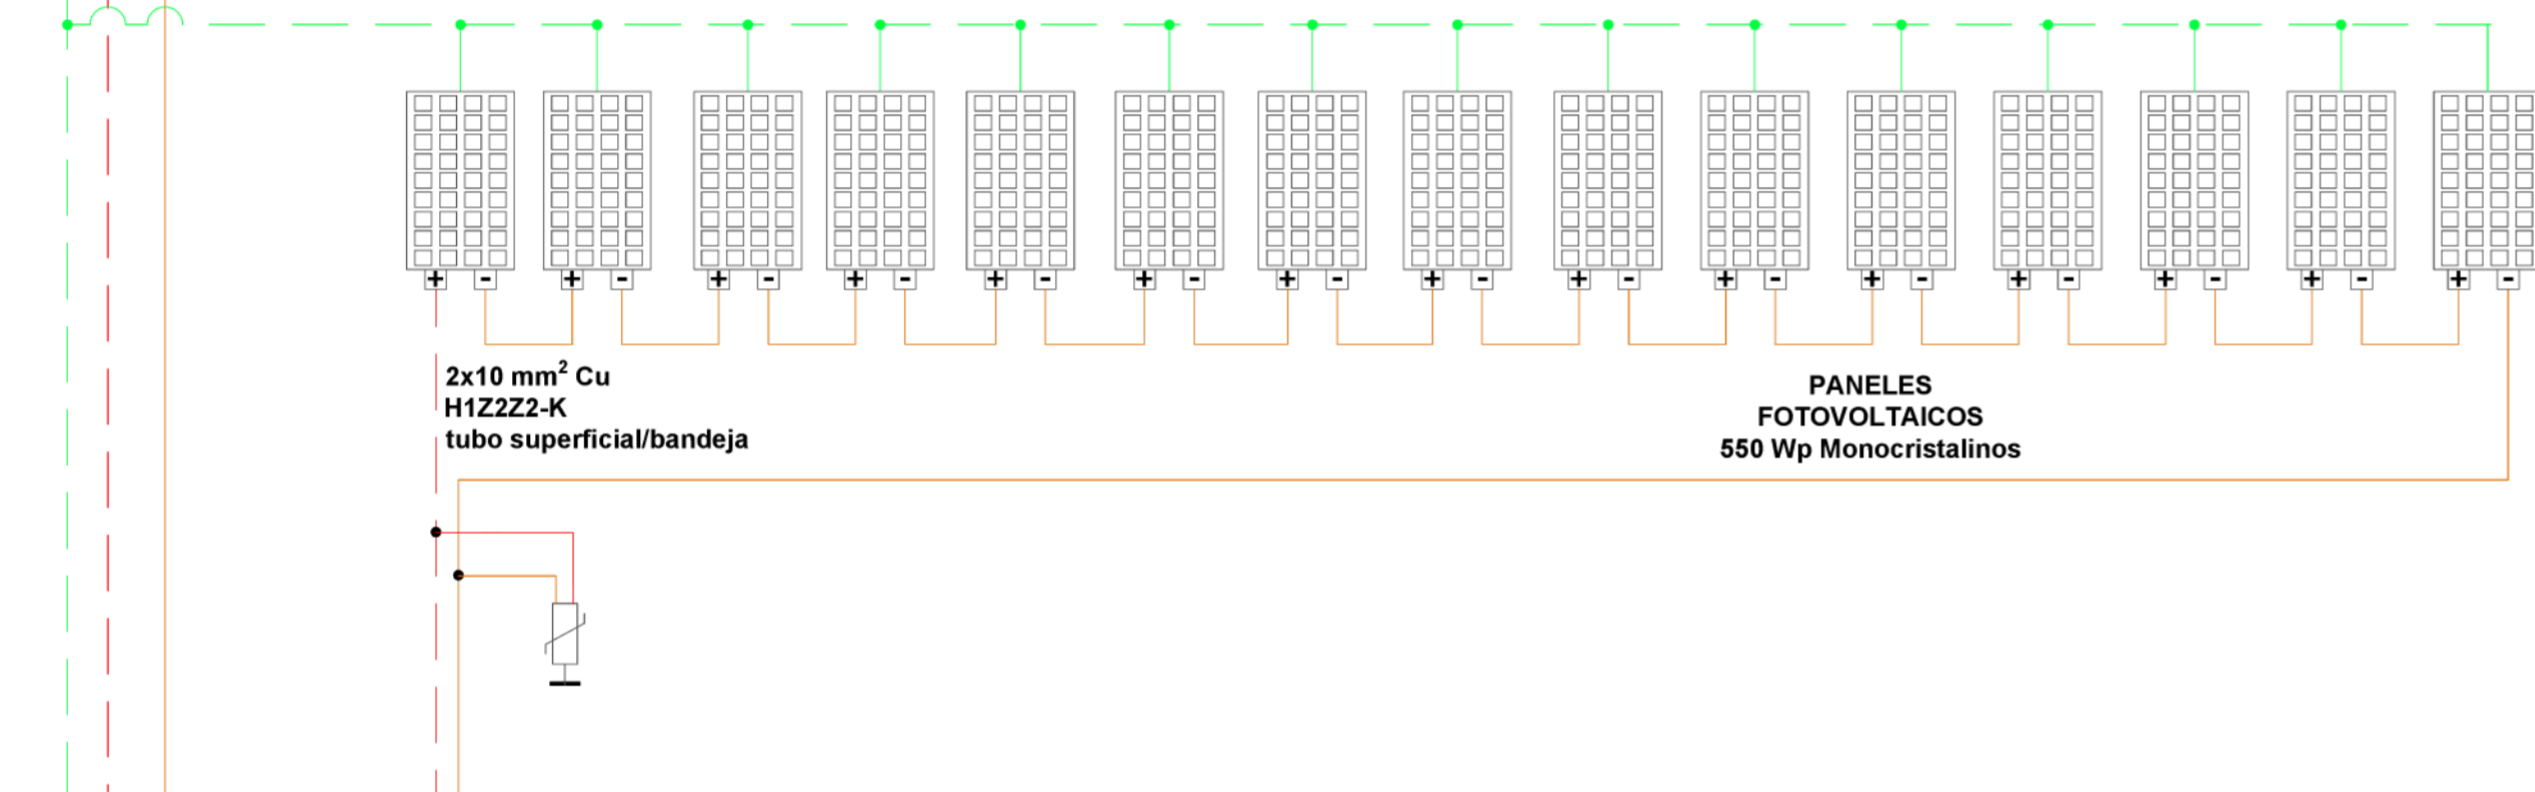 + - + - + - + - + - + - + - + - + - + - + - + - + - + - + -
2x10 mm² Cu
H1Z2Z2-K
tubo superficial/bandeja
PANELES
FOTOVOLTAICOS
550 Wp Monocristalinos